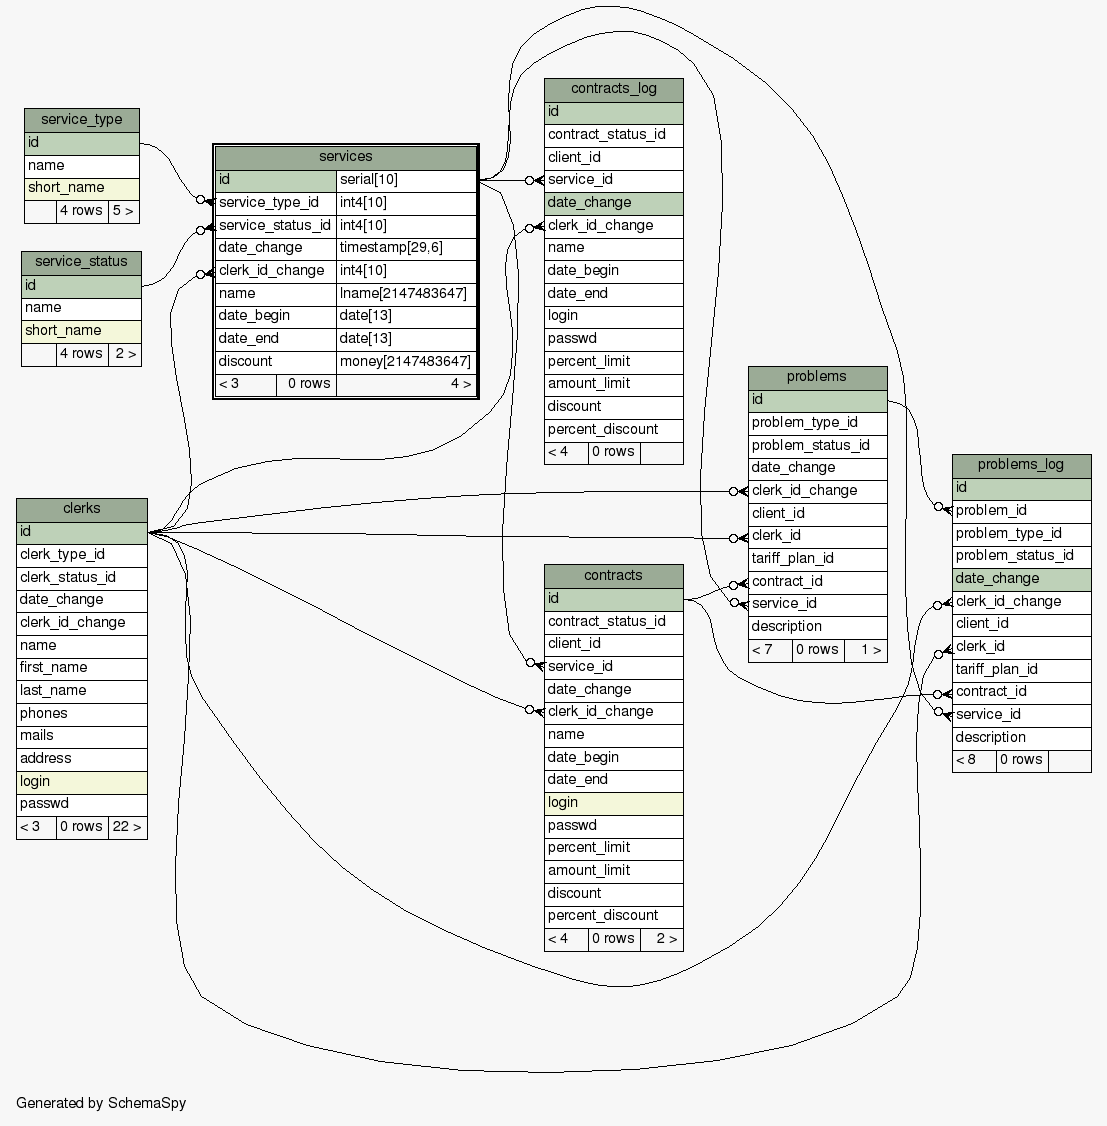 service_type
id
name
short_name
4 rows 5 >
service_status
id
name
short_name
4 rows 2 >
services
id serial[10]
service_type_id int4[10]
service_status_id int4[10]
date_change timestamp[29,6]
clerk_id_change int4[10]
name lname[2147483647]
date_begin date[13]
date_end date[13]
discount money[2147483647]
< 3 0 rows 4 >
contracts_log
id
contract_status_id
client_id
service_id
date_change
clerk_id_change
name
date_begin
date_end
login
passwd
percent_limit
amount_limit
discount
percent_discount
< 4 0 rows
problems
id
problem_type_id
problem_status_id
date_change
clerk_id_change
client_id
clerk_id
tariff_plan_id
contract_id
service_id
description
< 7 0 rows 1 >
problems_log
id
problem_id
problem_type_id
problem_status_id
date_change
clerk_id_change
client_id
clerk_id
tariff_plan_id
contract_id
service_id
description
< 8 0 rows
clerks
id
clerk_type_id
clerk_status_id
date_change
clerk_id_change
name
first_name
last_name
phones
mails
address
login
passwd
< 3 0 rows 22 >
contracts
id
contract_status_id
client_id
service_id
date_change
clerk_id_change
name
date_begin
date_end
login
passwd
percent_limit
amount_limit
discount
percent_discount
< 4 0 rows 2 >
Generated by SchemaSpy